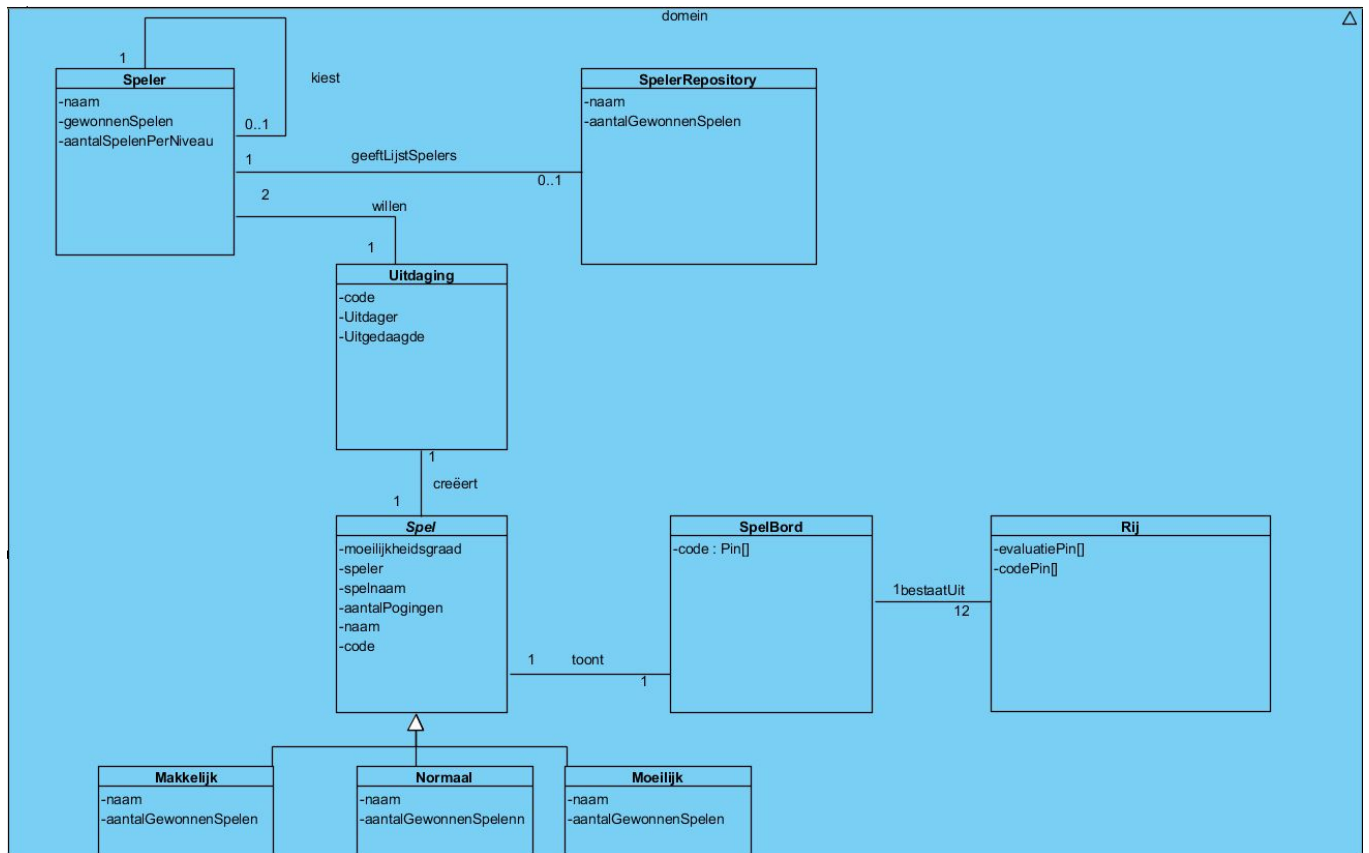 domein
1
kiest
Speler
-naam
-gewonnenSpelen
-aantalSpelenPerNiveau
0..1
SpelerRepository
-naam
-aantalGewonnenSpelen
1
geeftLijstSpelers
0..1
2
willen
1
Uitdaging
-code
-Uitdager
-Uitgedaagde
1
creëert
1
Spel
-moeilijkheidsgraad
-speler
-spelnaam
-aantalPogingen
-naam
-code
SpelBord
-code : Pin[]
Rij
-evaluatiePin[]
-codePin[]
1
bestaatUit
12
1
toont
1
Makkelijk
-naam
-aantalGewonnenSpelen
Normaal
-naam
-aantalGewonnenSpelenn
Moeilijk
-naam
-aantalGewonnenSpelen